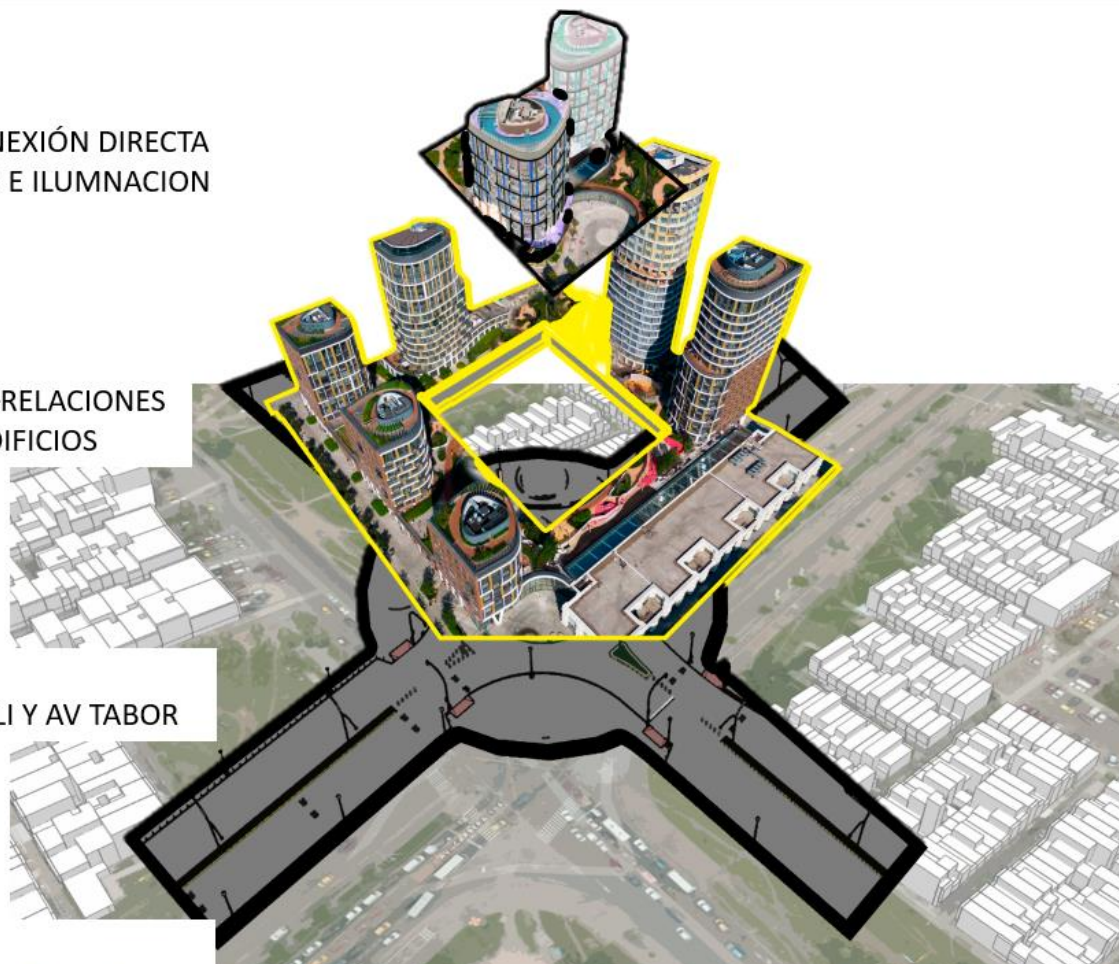 NEXIÓN DIRECTA
E ILUMNACION
RELACIONES
DIFICIOS
LI Y AV TABOR